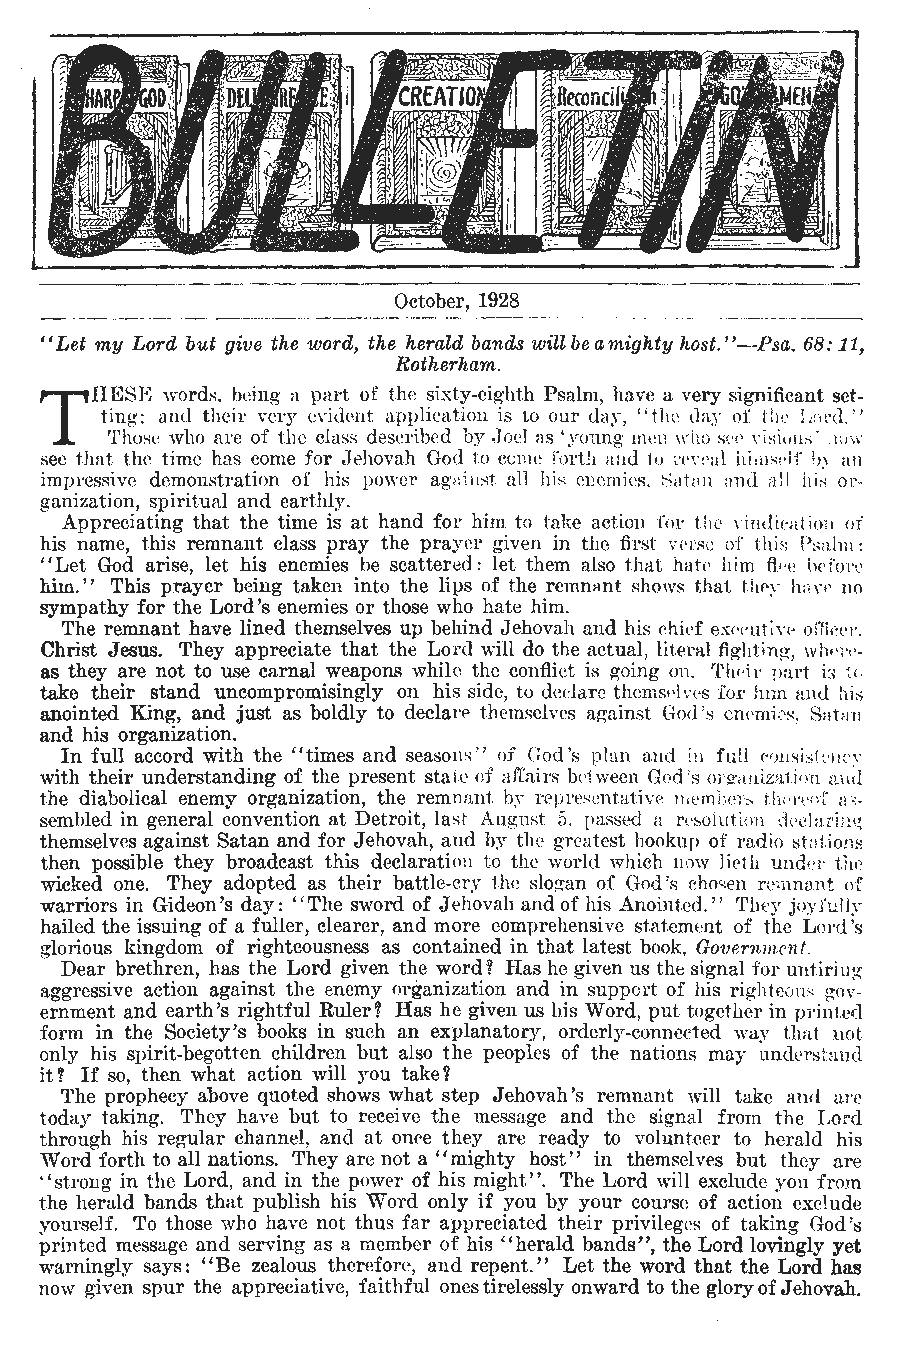 BULLETIN
HARP GOD DELIVERANCE CREATION Reconciliation GOVERNMENT
October, 1928
"Let my Lord but give the word, the herald bands will be a mighty host."—Psa. 68:11,
Rotherham.
THESE words, being a part of the sixty-eighth Psalm, have a very significant set-
ting; and their very evident application is to our day, "the day of the Lord."
Those who are of the class described by Joel as 'young men who see visions' now
see that the time has come for Jehovah God to come forth and to reveal himself by an
impressive demonstration of his power against all his enemies, Satan and all his or-
ganization, spiritual and earthly.
Appreciating that the time is at hand for him to take action for the vindication of
his name, this remnant class pray the prayer given in the first verse of this Psalm:
"Let God arise, let his enemies be scattered: let them also that hate him flee before
him." This prayer being taken into the lips of the remnant shows that they have no
sympathy for the Lord's enemies or those who hate him.
The remnant have lined themselves up behind Jehovah and his chief executive officer,
Christ Jesus. They appreciate that the Lord will do the actual, literal fighting, where-
as they are not to use carnal weapons while the conflict is going on. Their part is to
take their stand uncompromisingly on his side, to declare themselves for him and his
anointed King, and just as boldly to declare themselves against God's enemies, Satan
and his organization.
In full accord with the "times and seasons" of God's plan and in full consistency
with their understanding of the present state of affairs between God's organization and
the diabolical enemy organization, the remnant by representative members thereof as-
sembled in general convention at Detroit, last August 5, passed a resolution declaring
themselves against Satan and for Jehovah, and by the greatest hookup of radio stations
then possible they broadcast this declaration to the world which now lieth under the
wicked one. They adopted as their battle-cry the slogan of God's chosen remnant of
warriors in Gideon's day: "The sword of Jehovah and of his Anointed." They joyfully
hailed the issuing of a fuller, clearer, and more comprehensive statement of the Lord's
glorious kingdom of righteousness as contained in that latest book, Government.
Dear brethren, has the Lord given the word? Has he given us the signal for untiring
aggressive action against the enemy organization and in support of his righteous gov-
ernment and earth's rightful Ruler? Has he given us his Word, put together in printed
form in the Society's books in such an explanatory, orderly-connected way that not
only his spirit-begotten children but also the peoples of the nations may understand
it? If so, then what action will you take?
The prophecy above quoted shows what step Jehovah's remnant will take and are
today taking. They have but to receive the message and the signal from the Lord
through his regular channel, and at once they are ready to volunteer to herald his
Word forth to all nations. They are not a "mighty host" in themselves but they are
"strong in the Lord, and in the power of his might". The Lord will exclude you from
the herald bands that publish his Word only if you by your course of action exclude
yourself. To those who have not thus far appreciated their privileges of taking God's
printed message and serving as a member of his "herald bands", the Lord lovingly yet
warningly says: "Be zealous therefore, and repent." Let the word that the Lord has
now given spur the appreciative, faithful ones tirelessly onward to the glory of Jehovah.